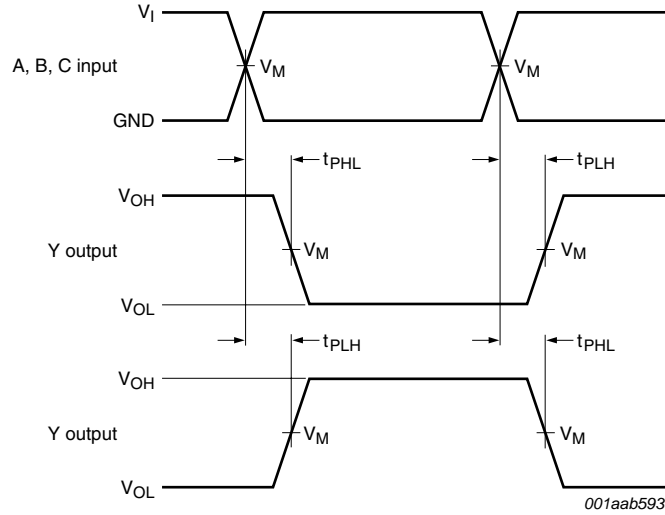 VI
A, B, C input
VM
VM
GND
tPHL
tPLH
VOH
Y output
VM
VM
VOL
tPLH
tPHL
VOH
Y output
VM
VM
VOL
001aab593